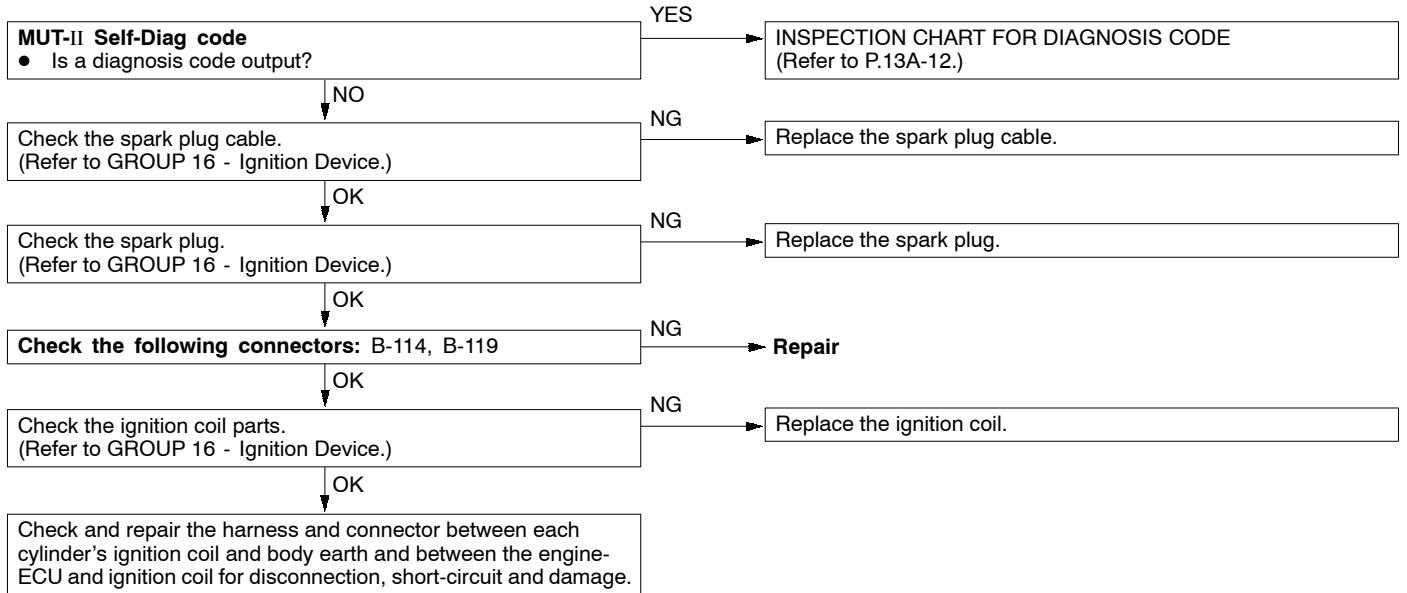 YES
MUT-II Self-Diag code
● Is a diagnosis code output?
INSPECTION CHART FOR DIAGNOSIS CODE
(Refer to P.13A-12.)
NO
Check the spark plug cable.
(Refer to GROUP 16 - Ignition Device.)
NG
Replace the spark plug cable.
OK
Check the spark plug.
(Refer to GROUP 16 - Ignition Device.)
NG
Replace the spark plug.
OK
Check the following connectors: B-114, B-119
NG
Repair
OK
Check the ignition coil parts.
(Refer to GROUP 16 - Ignition Device.)
NG
Replace the ignition coil.
OK
Check and repair the harness and connector between each
cylinder's ignition coil and body earth and between the engine-
ECU and ignition coil for disconnection, short-circuit and damage.